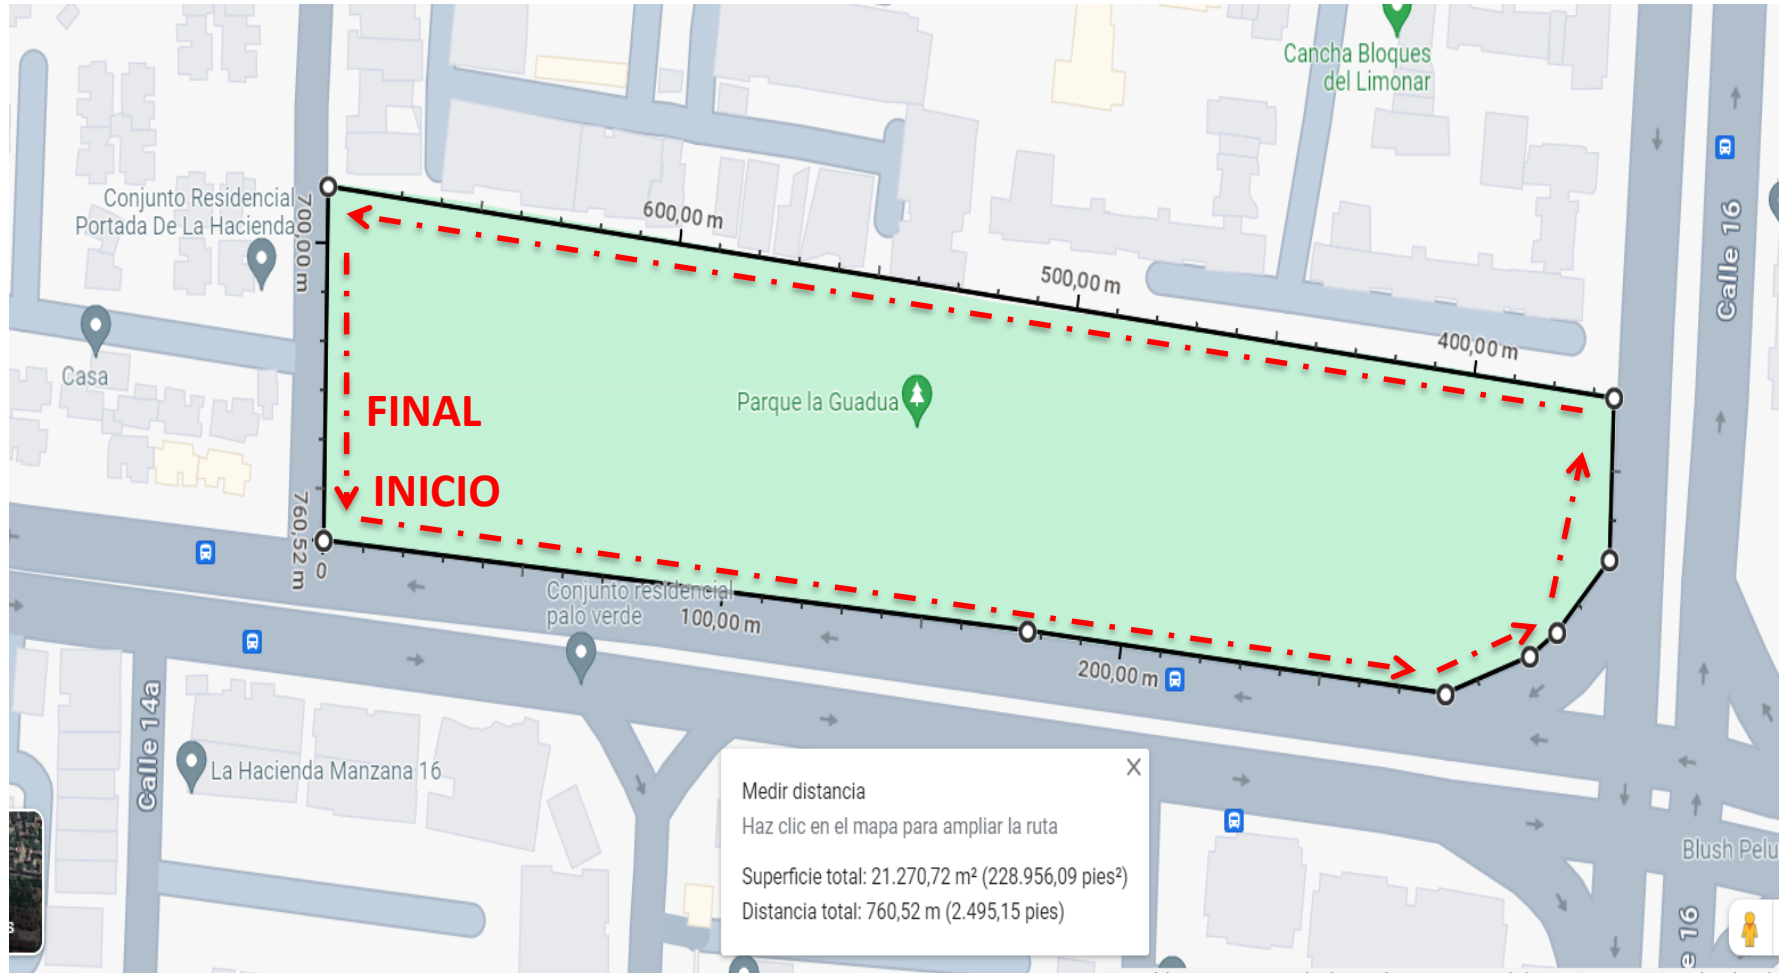 Cancha Bloques
del Limonar
Conjunto Residencial
Portada De La Hacienda
700,00 m
600,00 m
500,00 m
400,00 m
Calle 16
Casa
Parque la Guadua
FINAL
INICIO
760,52 m
0
Conjunto residencial
palo verde
100,00 m
200,00 m
Calle 14a
La Hacienda Manzana 16
Medir distancia
Haz clic en el mapa para ampliar la ruta
Superficie total: 21.270,72 m² (228.956,09 pies²)
Distancia total: 760,52 m (2.495,15 pies)
Blush Pelu
e 16
s